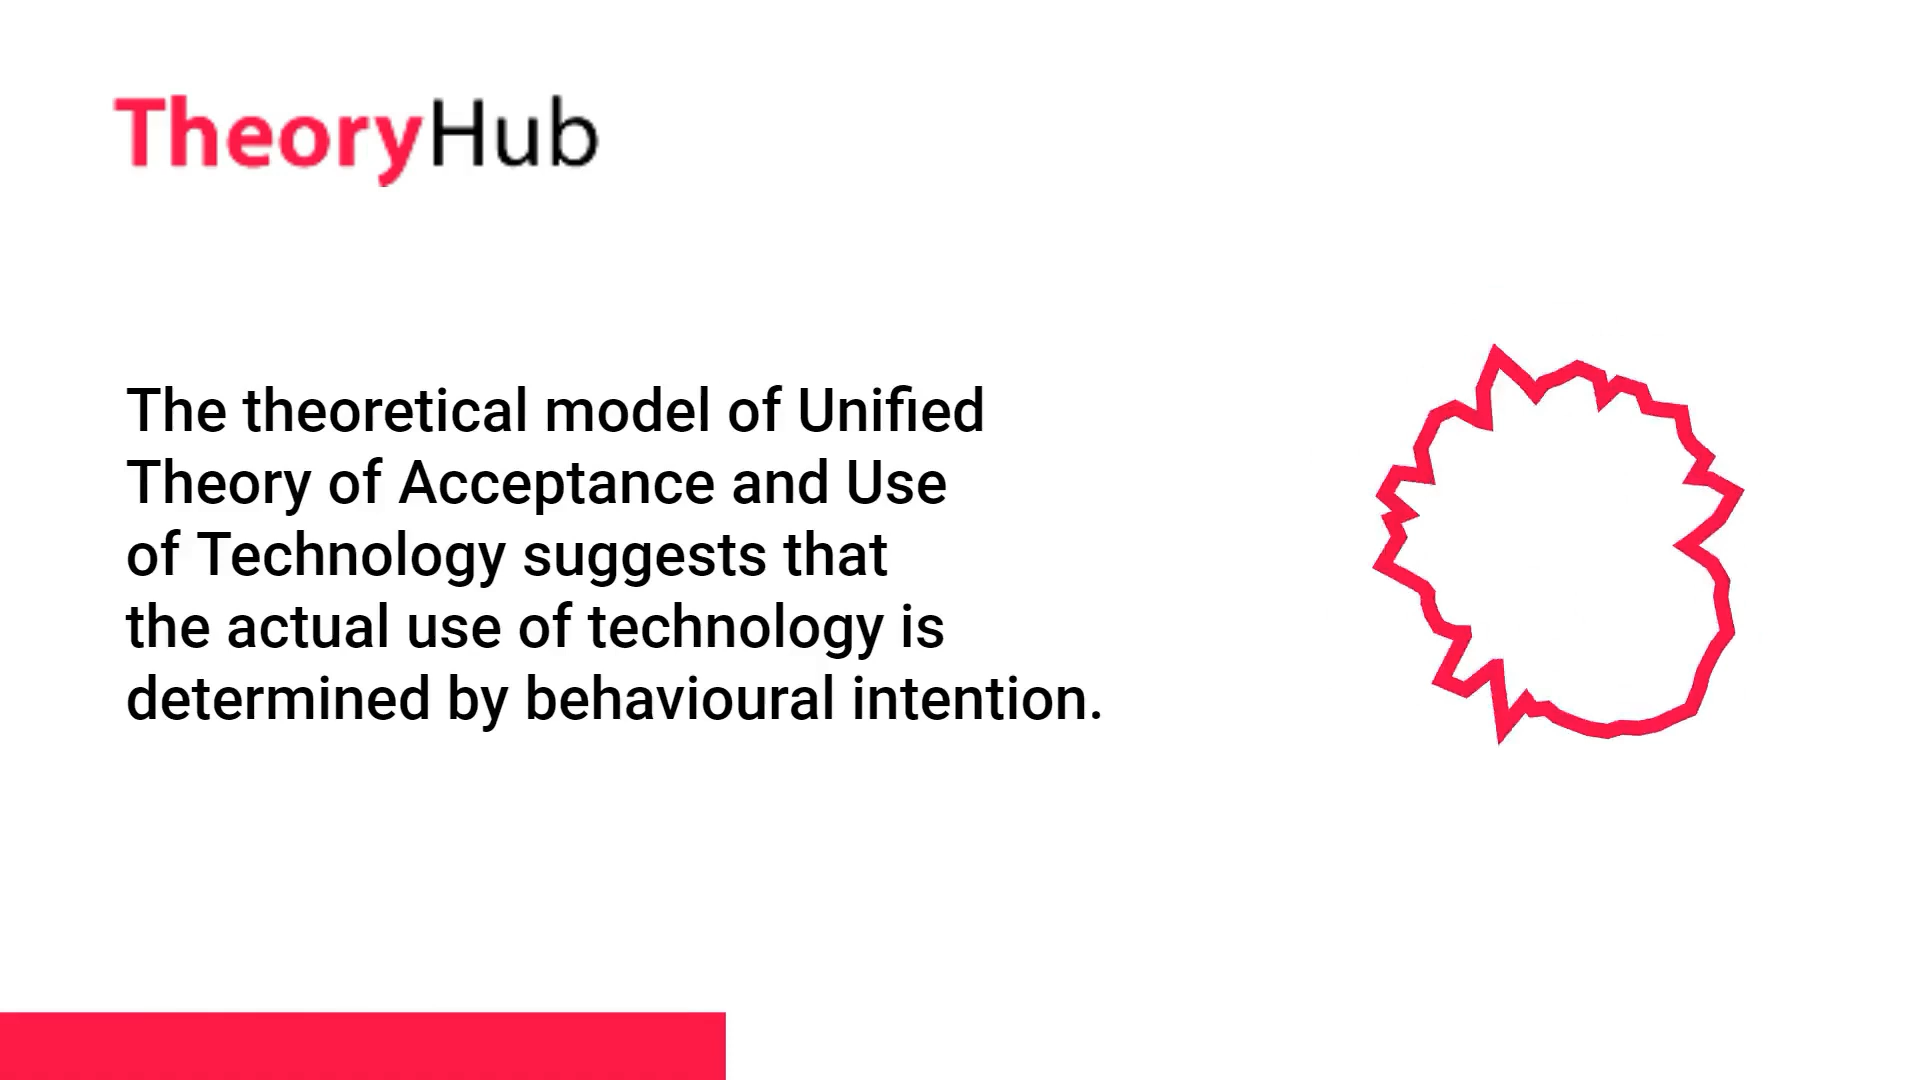 TheoryHub
The theoretical model of Unified
Theory of Acceptance and Use
of Technology suggests that
the actual use of technology is
determined by behavioural intention.